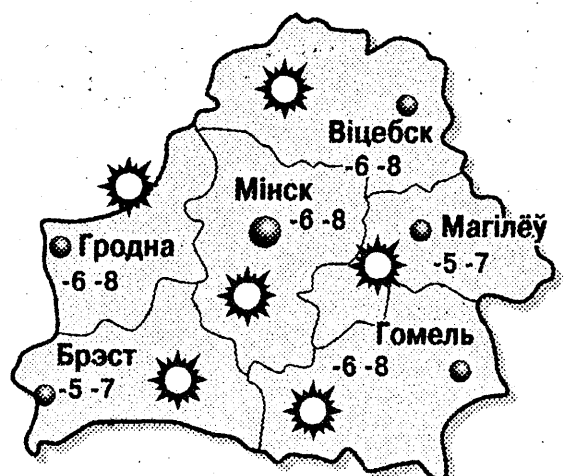 Віцебск
-6 -8
Мінск
-6 -8
Магілёў
-5 -7
Гродна
-6 -8
Гомель
-6 -8
Брэст
-5 -7